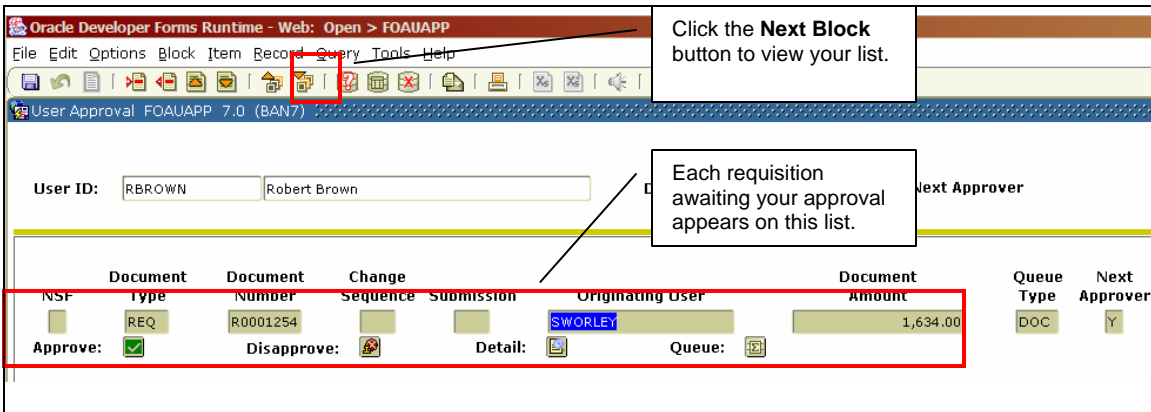 Oracle Developer Forms Runtime - Web: Open > FOAUAPP
Click the Next Block
button to view your list.
File Edit Options Block Item Record Query Tools Help
User Approval FOAUAPP 7.0 (BAN7)
Each requisition
awaiting your approval
appears on this list.
User ID: RBROWN Robert Brown Next Approver
Document Document Change Document Queue Next
NSF Type Number Sequence Submission Originating User Amount Type Approver
REQ R0001254 SWORLEY 1,634.00 DOC Y
Approve: Disapprove: Detail: Queue: